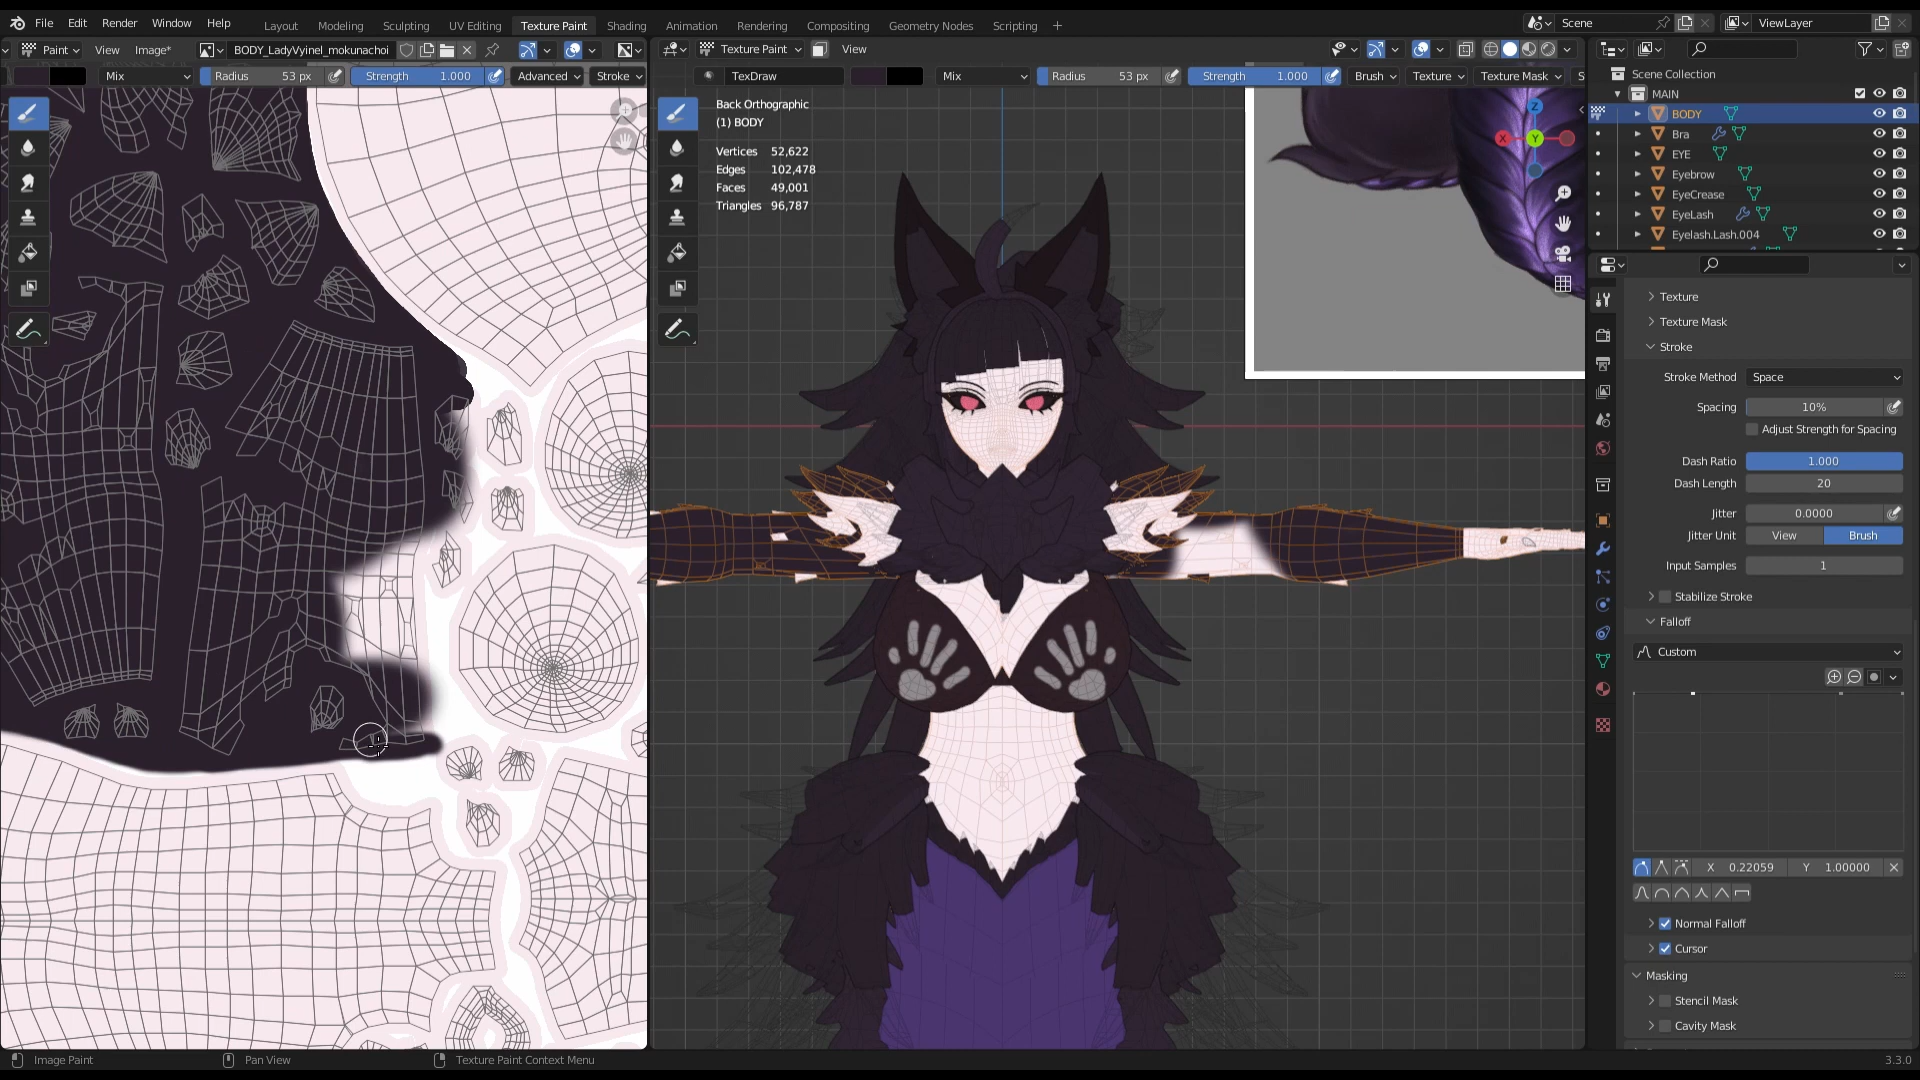 File Edit Render Window Help Layout Modeling Sculpting UV Editing Texture Paint Shading Animation Rendering Compositing Geometry Nodes Scripting + Scene ViewLayer
Paint View Image* BODY_LadyVyinel_mokunachoi Texture Paint View
Mix Radius 53 px Strength 1.000 Advanced Stroke TexDraw Mix Radius 53 px Strength 1.000 Brush Texture Texture Mask S
Back Orthographic
(1) BODY
Vertices 52,622
Edges 102,478
Faces 49,001
Triangles 96,787
Z
X
Y
Scene Collection
MAIN
BODY
Bra
EYE
Eyebrow
EyeCrease
EyeLash
Eyelash.Lash.004
Texture
Texture Mask
Stroke
Stroke Method Space
Spacing 10%
Adjust Strength for Spacing
Dash Ratio 1.000
Dash Length 20
Jitter 0.0000
Jitter Unit View Brush
Input Samples 1
Stabilize Stroke
Falloff
Custom
X 0.22059 Y 1.00000
Normal Falloff
Cursor
Masking
Stencil Mask
Cavity Mask
Image Paint Pan View Texture Paint Context Menu 3.3.0